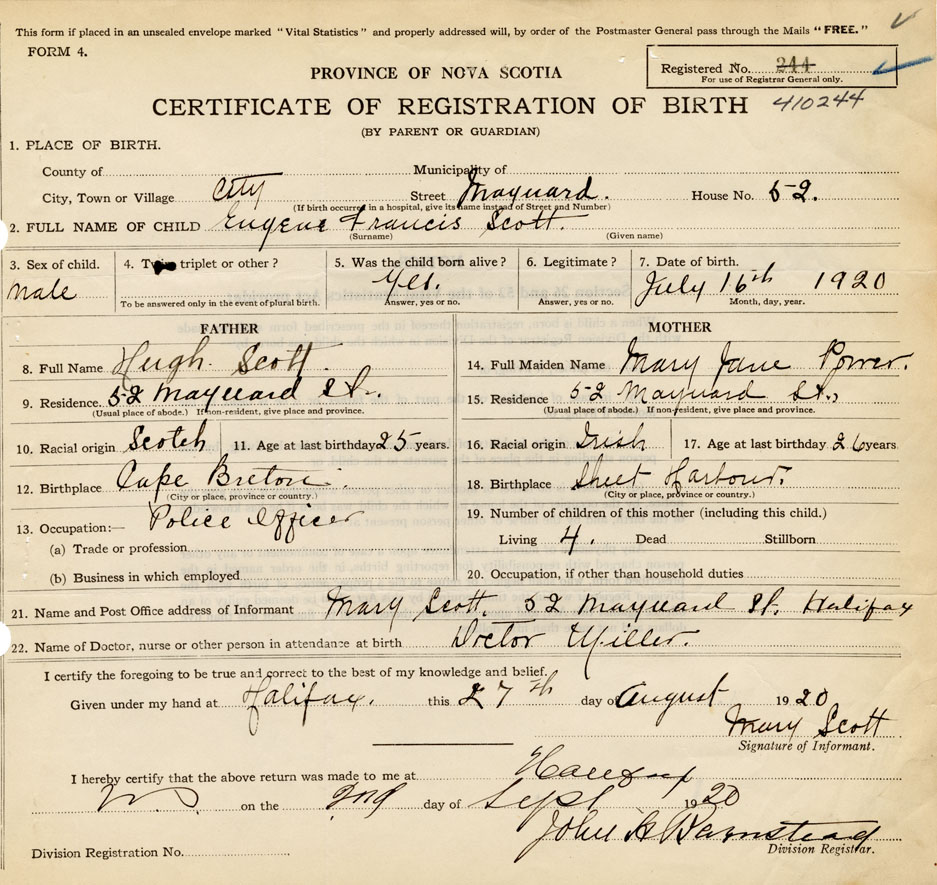 This form if placed in an unsealed envelope marked "Vital Statistics" and properly addressed will, by order of the Postmaster General pass through the Mails "FREE."
FORM 4.
Registered No. 244
For use of Registrar General only.
PROVINCE OF NOVA SCOTIA
CERTIFICATE OF REGISTRATION OF BIRTH 410244
(BY PARENT OR GUARDIAN)
1. PLACE OF BIRTH.
County of Municipality of
City, Town or Village City Street Maynard. House No. 52.
(If birth occurred in a hospital, give its name instead of Street and Number)
2. FULL NAME OF CHILD Eugene Francis Scott.
(Surname) (Given name)
3. Sex of child. 4. Twin triplet or other? 5. Was the child born alive? 6. Legitimate? 7. Date of birth.
Male Yes. July 16th 1920
To be answered only in the event of plural birth. Answer, yes or no. Answer, yes or no. Month, day, year.
FATHER MOTHER
8. Full Name Hugh Scott. 14. Full Maiden Name Mary Jane Power.
9. Residence. 52 Maynard St. 15. Residence 52 Maynard St.,
(Usual place of abode.) If non-resident, give place and province. (Usual place of abode.) If non-resident, give place and province.
10. Racial origin Scotch 11. Age at last birthday 25 years. 16. Racial origin Irish 17. Age at last birthday 26 years
12. Birthplace Cape Breton. 18. Birthplace Sheet Harbour.
(City or place, province or country.) (City or place, province or country.)
13. Occupation:— Police Officer 19. Number of children of this mother (including this child.)
(a) Trade or profession Living 4. Dead Stillborn
(b) Business in which employed 20. Occupation, if other than household duties
21. Name and Post Office address of Informant Mary Scott. 52 Maynard St. Halifax
22. Name of Doctor, nurse or other person in attendance at birth Doctor Miller.
I certify the foregoing to be true and correct to the best of my knowledge and belief.
Given under my hand at Halifax. this 27th day of August 1920
Mary Scott
Signature of Informant.
I hereby certify that the above return was made to me at Halifax
NS on the 2nd day of Sept 1920
John A Barnstead
Division Registrar.
Division Registration No.